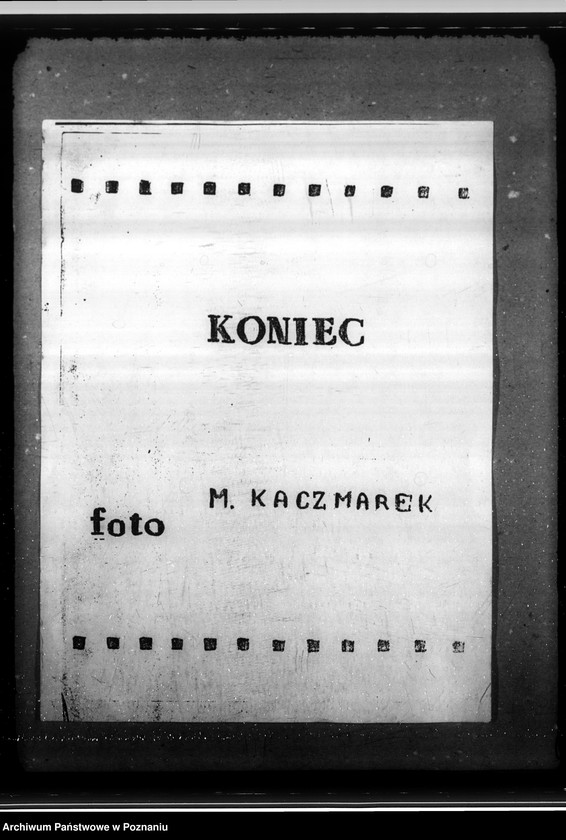 KONIEC
M. KACZMAREK
foto
Archiwum Państwowe w Poznaniu